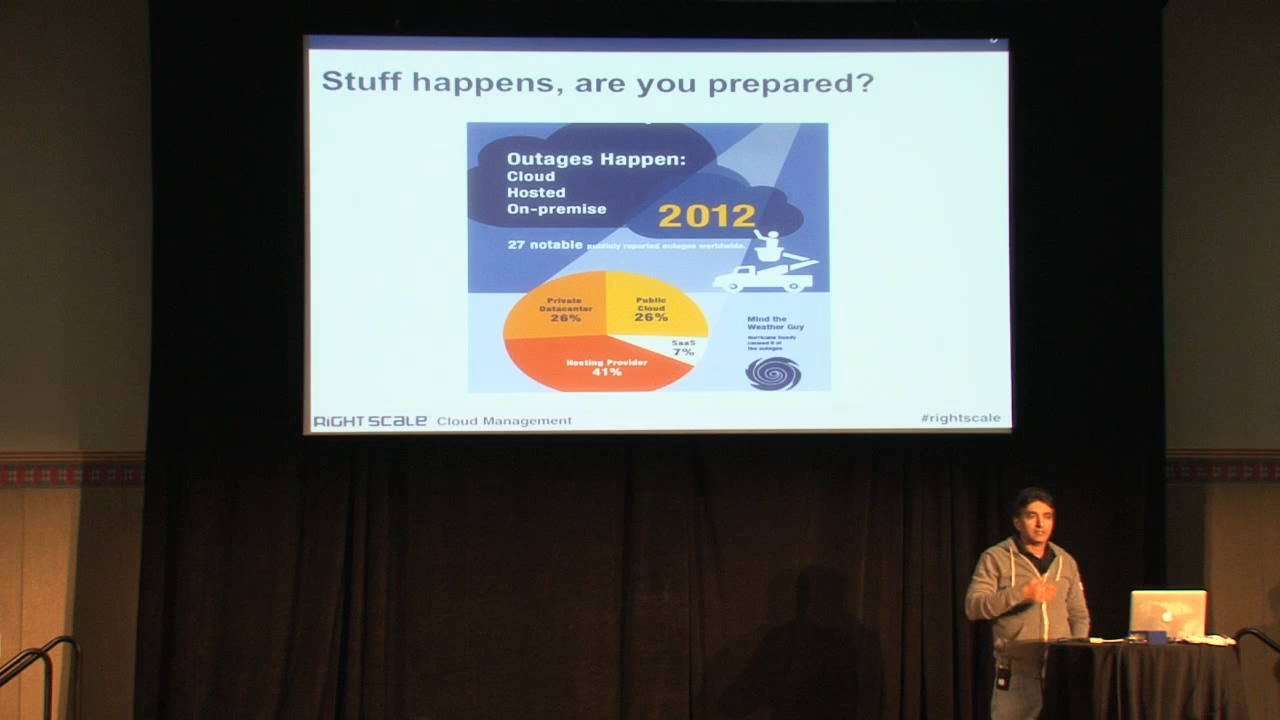 Stuff happens, are you prepared?
Outages Happen:
Cloud
Hosted
On-premise
2012
27 notable publicly reported outages worldwide.
Private
Datacenter
26%
Public
Cloud
26%
SaaS
7%
Hosting Provider
41%
Mind the
Weather Guy
Hurricane Sandy
caused 8 of
the outages
RIGHTSCALE Cloud Management
#rightscale